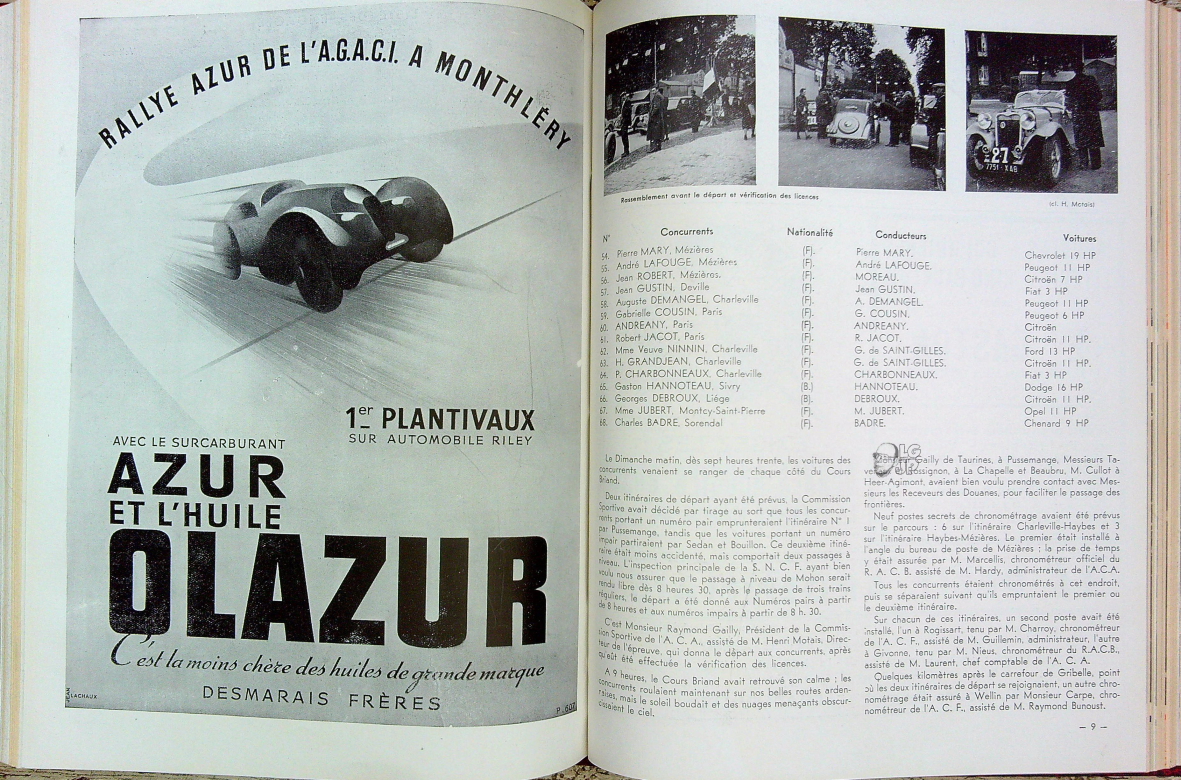 RALLYE AZUR DE L'A.G.A.C.I. A MONTHLÉRY
1er PLANTIVAUX
SUR AUTOMOBILE RILEY
AVEC LE SURCARBURANT
AZUR
ET L'HUILE
OLAZUR
C'est la moins chère des huiles de grande marque
DESMARAIS FRÈRES
LACHAUX
27
7751-XA8
Rassemblement avant le départ et vérification des licences
(cl. H. Motais)
N° Concurrents Nationalité Conducteurs Voitures
54. Pierre MARY, Mézières (F). Pierre MARY. Chevrolet 19 HP
55. André LAFOUGE, Mézières (F). André LAFOUGE. Peugeot 11 HP
56. Jean ROBERT, Mézières. (F). MOREAU. Citroën 7 HP
57. Jean GUSTIN, Deville (F). Jean GUSTIN. Fiat 3 HP
58. Auguste DEMANGEL, Charleville (F). A. DEMANGEL. Peugeot 11 HP
59. Gabrielle COUSIN, Paris (F). G. COUSIN. Peugeot 6 HP
60. ANDREANY, Paris (F). ANDREANY. Citroën
61. Robert JACOT, Paris (F). R. JACOT. Citroën 11 HP.
62. Mme Veuve NINNIN, Charleville (F). G. de SAINT-GILLES. Ford 13 HP
63. H. GRANDJEAN, Charleville (F). G. de SAINT-GILLES. Citroën 11 HP.
64. P. CHARBONNEAUX, Charleville (F). CHARBONNEAUX. Fiat 3 HP
65. Gaston HANNOTEAU, Sivry (B.) HANNOTEAU. Dodge 16 HP
66. Georges DEBROUX, Liége (B). DEBROUX. Citroën 11 HP.
67. Mme JUBERT, Montcy-Saint-Pierre (F). M. JUBERT. Opel 11 HP
68. Charles BADRE, Sorendal (F). BADRE. Chenard 9 HP
Le Dimanche matin, dès sept heures trente, les voitures des
concurrents venaient se ranger de chaque côté du Cours
Briand.
Deux itinéraires de départ ayant été prévus, la Commission
Sportive avait décidé par tirage au sort que tous les concur-
rents portant un numéro pair emprunteraient l'itinéraire N° 1
par Pussemange, tandis que les voitures portant un numéro
impair partiraient par Sedan et Bouillon. Ce deuxième itiné-
raire était moins accidenté, mais comportait deux passages à
niveau. L'inspection principale de la S. N. C. F. ayant bien
voulu nous assurer que le passage à niveau de Mohon serait
rendu libre dès 8 heures 30, après le passage de trois trains
réguliers, le départ a été donné aux Numéros pairs à partir
de 8 heures et aux numéros impairs à partir de 8 h. 30.
C'est Monsieur Raymond Gailly, Président de la Commis-
sion Sportive de l'A. C. A., assisté de M. Henri Motais, Direc-
teur de l'épreuve, qui donna le départ aux concurrents, après
qu'eût été effectuée la vérification des licences.
A 9 heures, le Cours Briand avait retrouvé son calme ; les
concurrents roulaient maintenant sur nos belles routes arden-
naises, mais le soleil boudait et des nuages menaçants obscur-
cissaient le ciel.
Gailly de Taurines, à Pussemange, Messieurs Ta-
ossignon, à La Chapelle et Beaubru, M. Cullot à
Heer-Agimont, avaient bien voulu prendre contact avec Mes-
sieurs les Receveurs des Douanes, pour faciliter le passage des
frontières.
Neuf postes secrets de chronométrage avaient été prévus
sur le parcours : 6 sur l'itinéraire Charleville-Haybes et 3
sur l'itinéraire Haybes-Mézières. Le premier était installé à
l'angle du bureau de poste de Mézières ; la prise de temps
y était assurée par M. Marcellis, chronométreur officiel du
R. A. C. B. assisté de M. Hardy, administrateur de l'A.C.A.
Tous les concurrents étaient chronométrés à cet endroit,
puis se séparaient suivant qu'ils empruntaient le premier ou
le deuxième itinéraire.
Sur chacun de ces itinéraires, un second poste avait été
installé, l'un à Rogissart, tenu par M. Charroy, chronométreur
de l'A. C. F., assisté de M. Guillemin, administrateur, l'autre
à Givonne, tenu par M. Nieus, chronométreur du R.A.C.B.,
assisté de M. Laurent, chef comptable de l'A. C. A.
Quelques kilomètres après le carrefour de Gribelle, point
où les deux itinéraires de départ se rejoignaient, un autre chro-
nométrage était assuré à Wellin par Monsieur Carpe, chro-
nométreur de l'A. C. F., assisté de M. Raymond Bunoust.
— 9 —